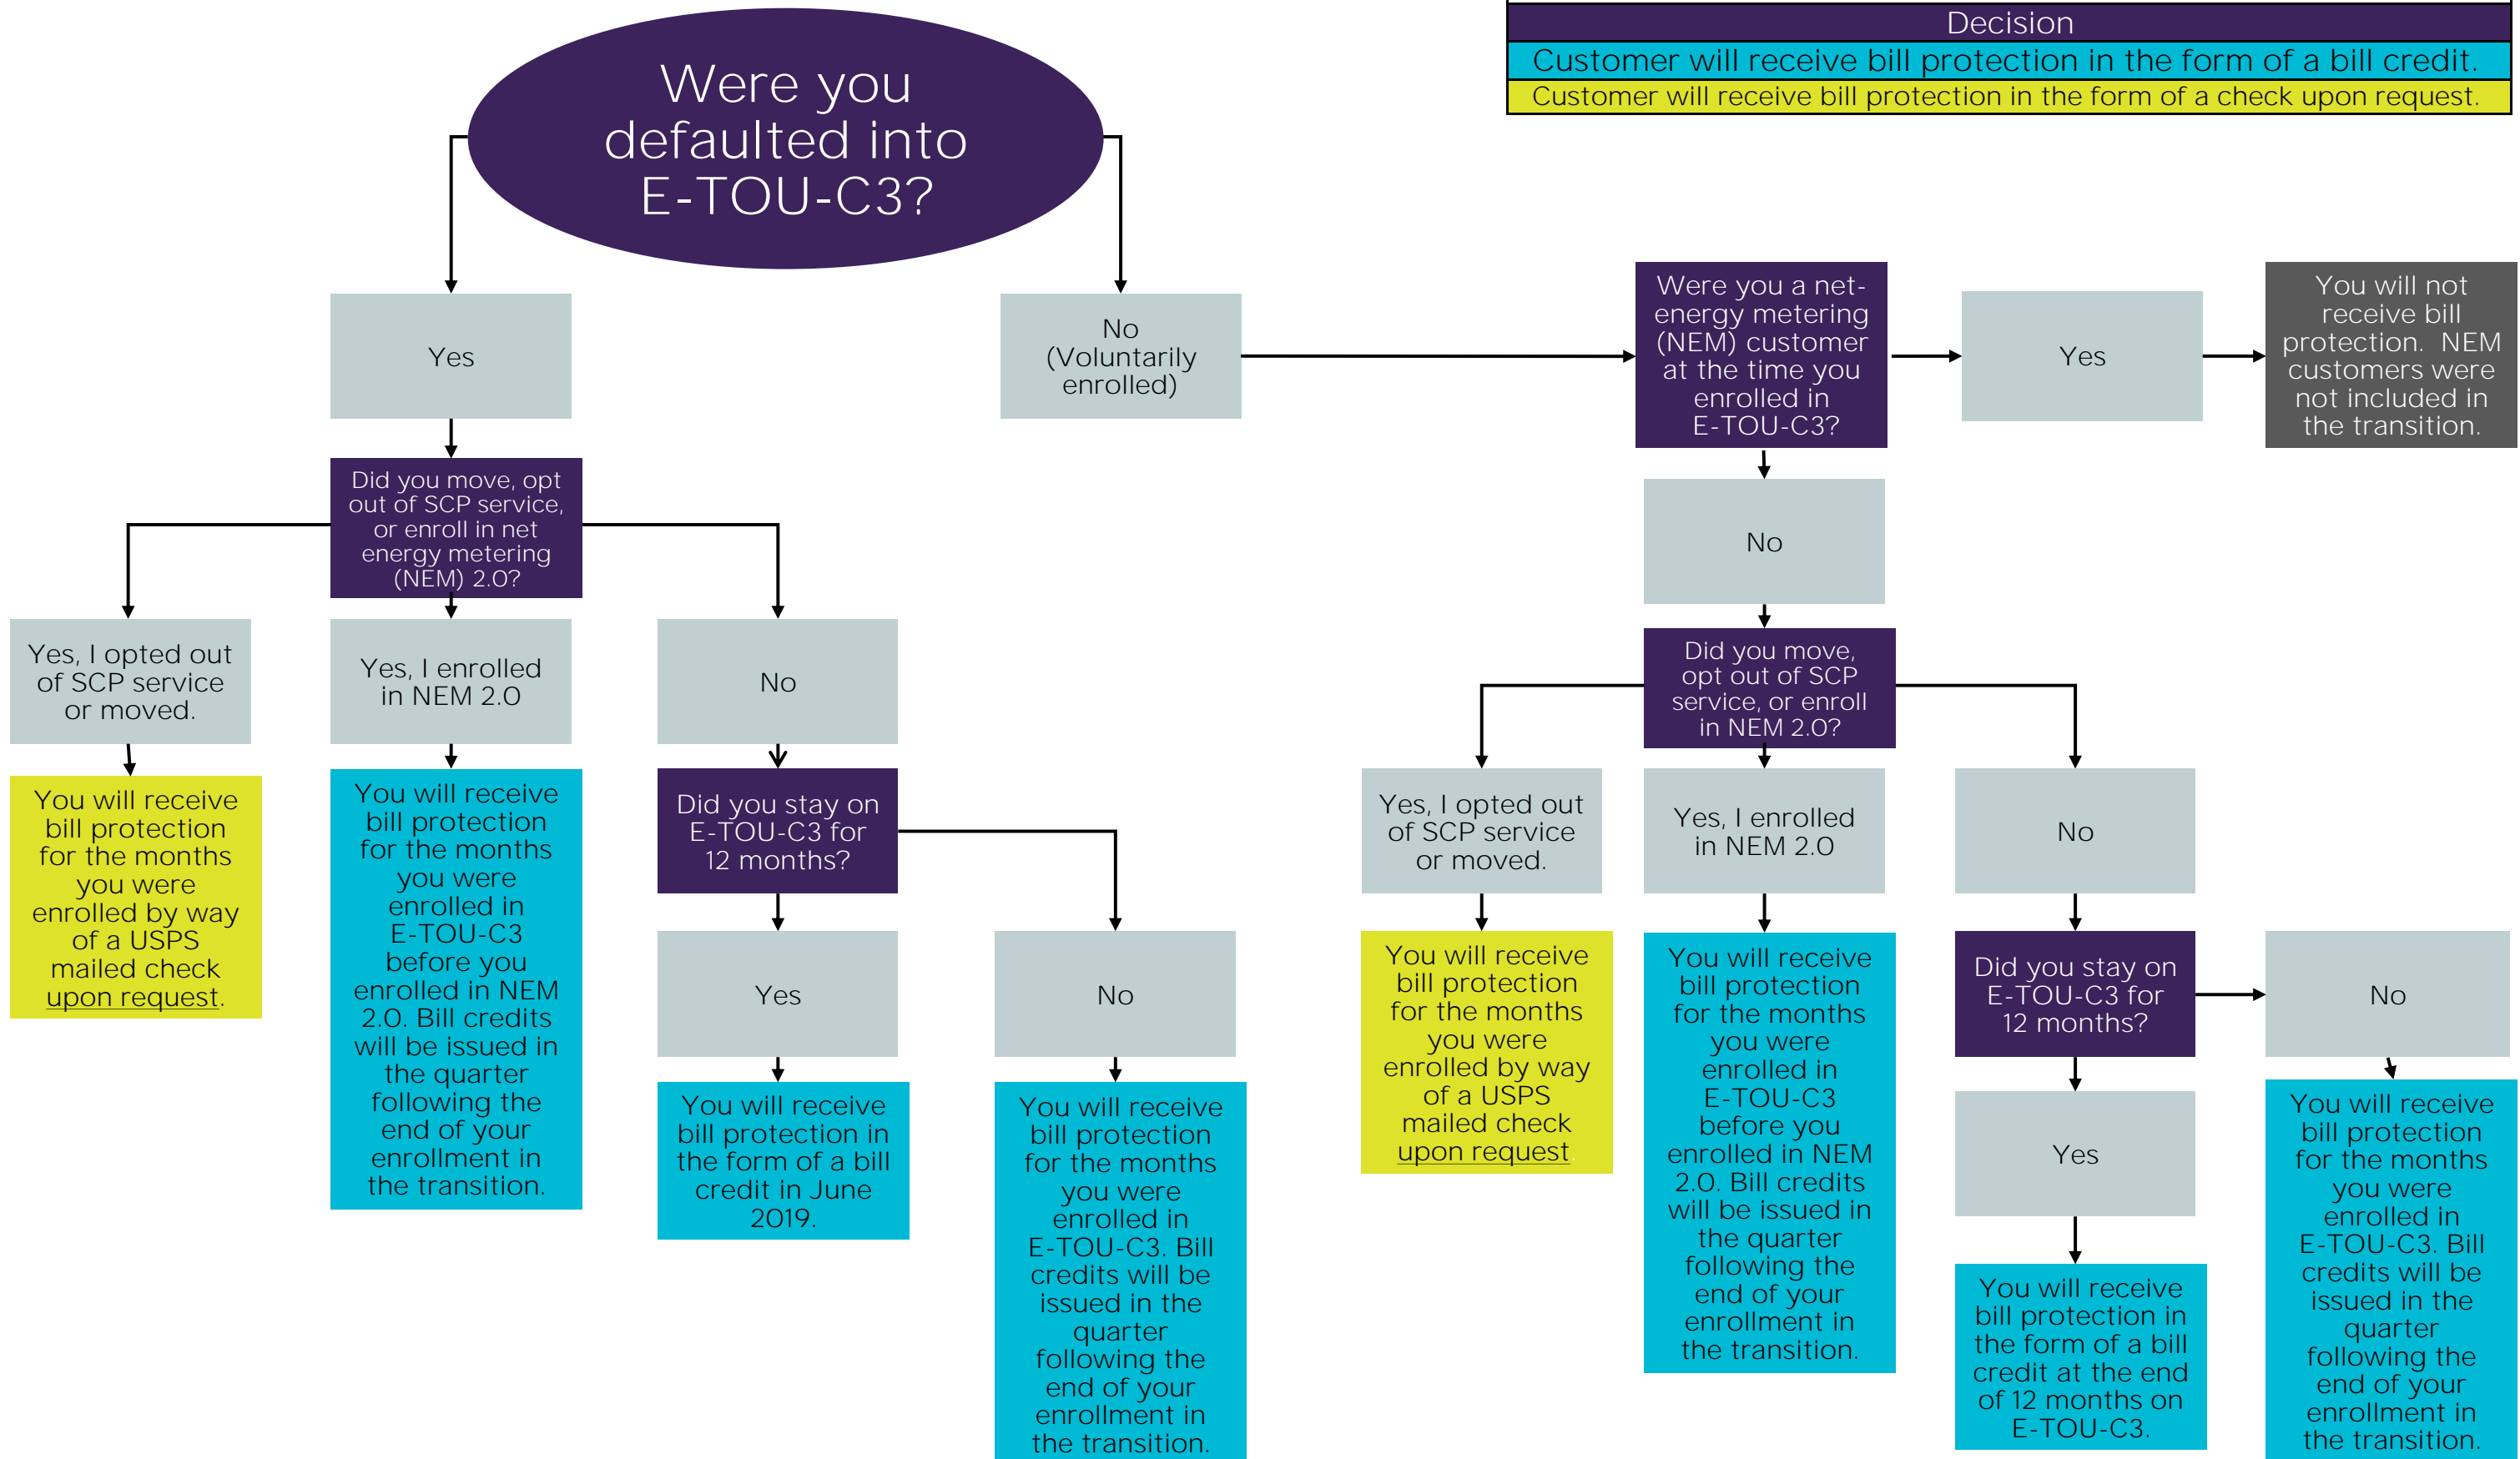 Decision
Customer will receive bill protection in the form of a bill credit.
Customer will receive bill protection in the form of a check upon request.
Were you
defaulted into
E-TOU-C3?
Yes
No
(Voluntarily
enrolled)
Were you a net-
energy metering
(NEM) customer
at the time you
enrolled in
E-TOU-C3?
Yes
You will not
receive bill
protection. NEM
customers were
not included in
the transition.
Did you move, opt
out of SCP service,
or enroll in net
energy metering
(NEM) 2.0?
Yes, I opted out
of SCP service
or moved.
Yes, I enrolled
in NEM 2.0
No
You will receive
bill protection
for the months
you were
enrolled by way
of a USPS
mailed check
upon request.
You will receive
bill protection
for the months
you were
enrolled in
E-TOU-C3
before you
enrolled in NEM
2.0. Bill credits
will be issued in
the quarter
following the
end of your
enrollment in
the transition.
Did you stay on
E-TOU-C3 for
12 months?
Yes
No
You will receive
bill protection in
the form of a bill
credit in June
2019.
You will receive
bill protection
for the months
you were
enrolled in
E-TOU-C3. Bill
credits will be
issued in the
quarter
following the
end of your
enrollment in
the transition.
No
Did you move,
opt out of SCP
service, or enroll
in NEM 2.0?
Yes, I opted out
of SCP service
or moved.
Yes, I enrolled
in NEM 2.0
No
You will receive
bill protection
for the months
you were
enrolled by way
of a USPS
mailed check
upon request.
You will receive
bill protection
for the months
you were
enrolled in
E-TOU-C3
before you
enrolled in NEM
2.0. Bill credits
will be issued in
the quarter
following the
end of your
enrollment in
the transition.
Did you stay on
E-TOU-C3 for
12 months?
No
Yes
You will receive
bill protection in
the form of a bill
credit at the end
of 12 months on
E-TOU-C3.
You will receive
bill protection
for the months
you were
enrolled in
E-TOU-C3. Bill
credits will be
issued in the
quarter
following the
end of your
enrollment in
the transition.